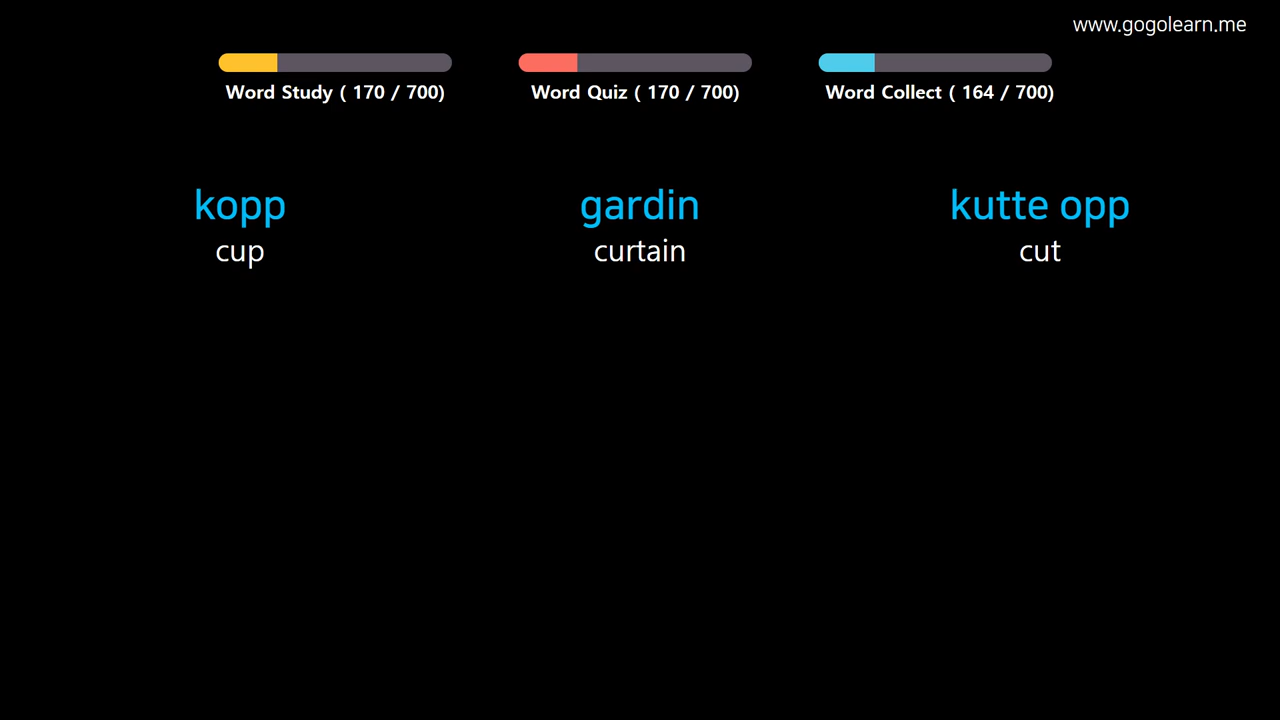 www.gogolearn.me
Word Study ( 170 / 700)
Word Quiz ( 170 / 700)
Word Collect ( 164 / 700)
kopp
cup
gardin
curtain
kutte opp
cut